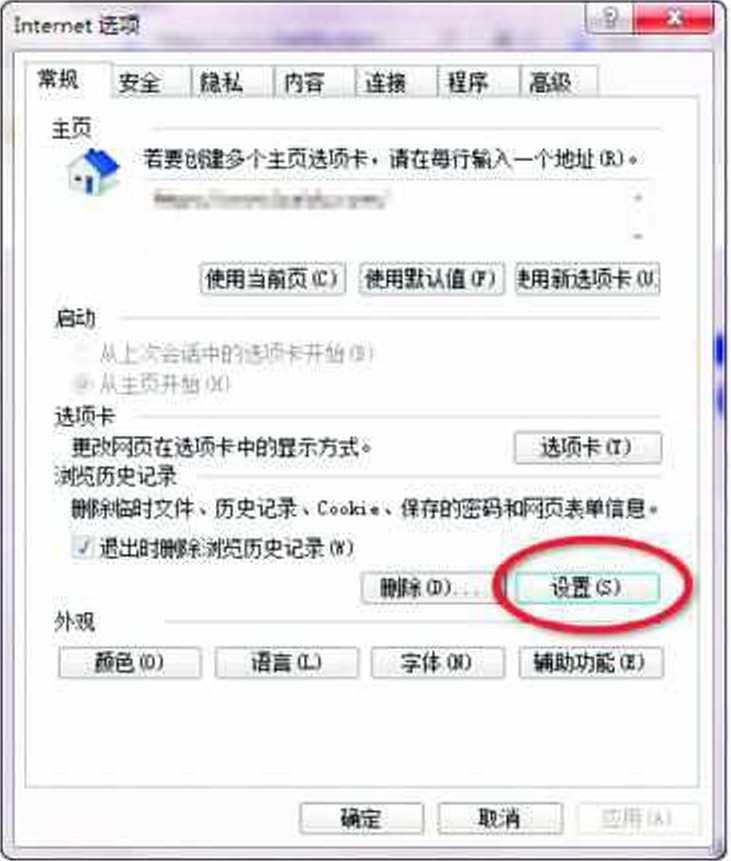 Internet 选项
?
常规 安全 隐私 内容 连接 程序 高级
主页
若要创建多个主页选项卡，请在每行输入一个地址(R)。
使用当前页(C) 使用默认值(F) 使用新选项卡(U)
启动
从上次会话中的选项卡开始(B)
从主页开始(H)
选项卡
更改网页在选项卡中的显示方式。 选项卡(T)
浏览历史记录
删除临时文件、历史记录、Cookie、保存的密码和网页表单信息。
退出时删除浏览历史记录(W)
删除(D)... 设置(S)
外观
颜色(O) 语言(L) 字体(N) 辅助功能(E)
确定 取消 应用(A)